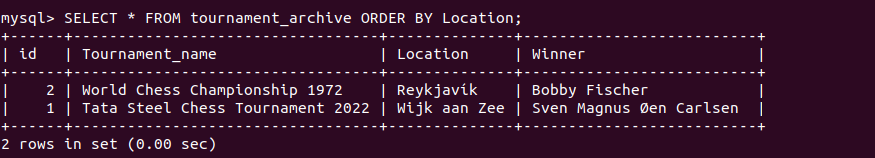 mysql> SELECT * FROM tournament_archive ORDER BY Location;
+------+---------------------------------+--------------+--------------------------+
| id   | Tournament_name                 | Location     | Winner                   |
+------+---------------------------------+--------------+--------------------------+
|    2 | World Chess Championship 1972   | Reykjavík    | Bobby Fischer            |
|    1 | Tata Steel Chess Tournament 2022 | Wijk aan Zee | Sven Magnus Øen Carlsen  |
+------+---------------------------------+--------------+--------------------------+
2 rows in set (0.00 sec)